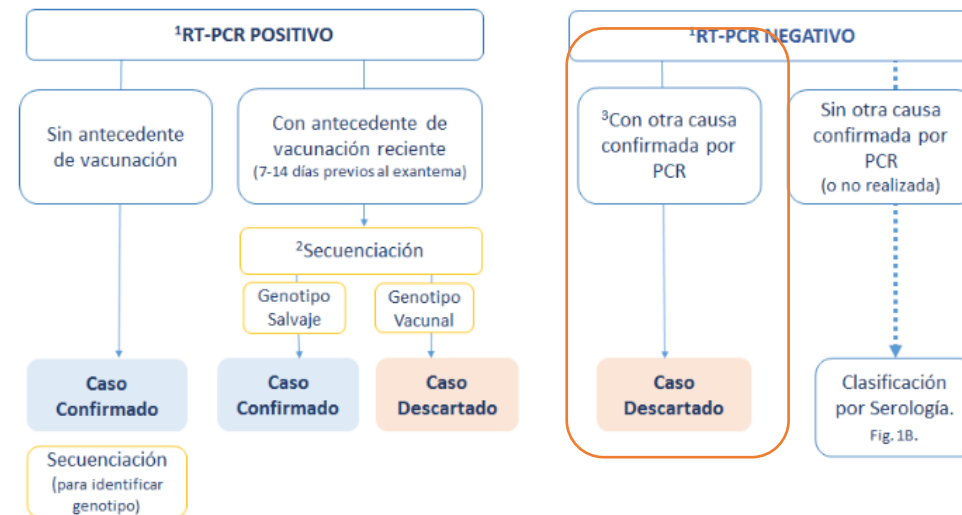 ¹RT-PCR POSITIVO
Sin antecedente
de vacunación
Con antecedente de
vacunación reciente
(7-14 días previos al exantema)
²Secuenciación
Genotipo
Salvaje
Genotipo
Vacunal
Caso
Confirmado
Caso
Confirmado
Caso
Descartado
Secuenciación
(para identificar
genotipo)
¹RT-PCR NEGATIVO
³Con otra causa
confirmada por
PCR
Sin otra causa
confirmada por
PCR
(o no realizada)
Caso
Descartado
Clasificación
por Serología.
Fig. 1B.